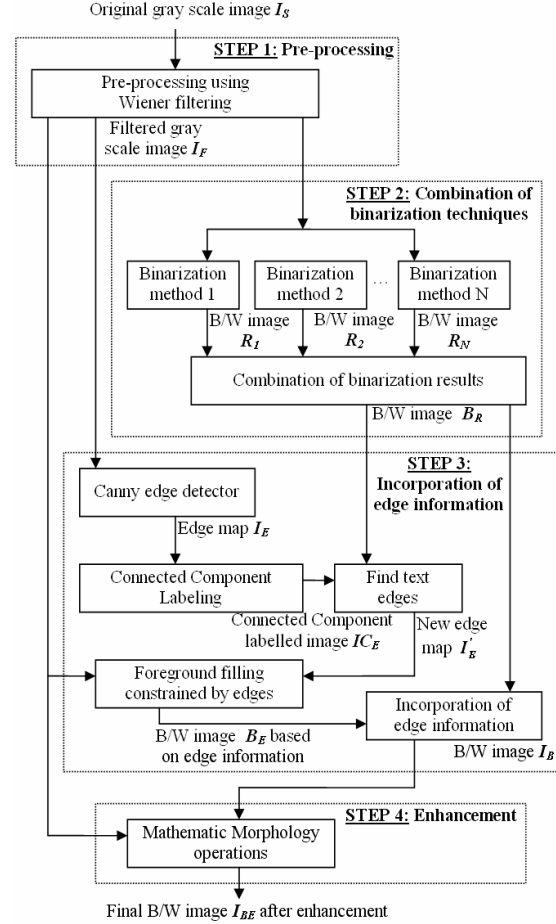 Original gray scale image I_S
STEP 1: Pre-processing
Pre-processing using
Wiener filtering
Filtered gray
scale image I_F
STEP 2: Combination of
binarization techniques
Binarization
method 1
Binarization
method 2
...
Binarization
method N
B/W image
R_1
B/W image
R_2
B/W image
R_N
Combination of binarization results
B/W image B_R
STEP 3:
Incorporation of
edge information
Canny edge detector
Edge map I_E
Connected Component
Labeling
Find text
edges
Connected Component
labelled image IC_E
New edge
map I'_E
Foreground filling
constrained by edges
Incorporation of
edge information
B/W image B_E based
on edge information
B/W image I_B
STEP 4: Enhancement
Mathematic Morphology
operations
Final B/W image I_BE after enhancement